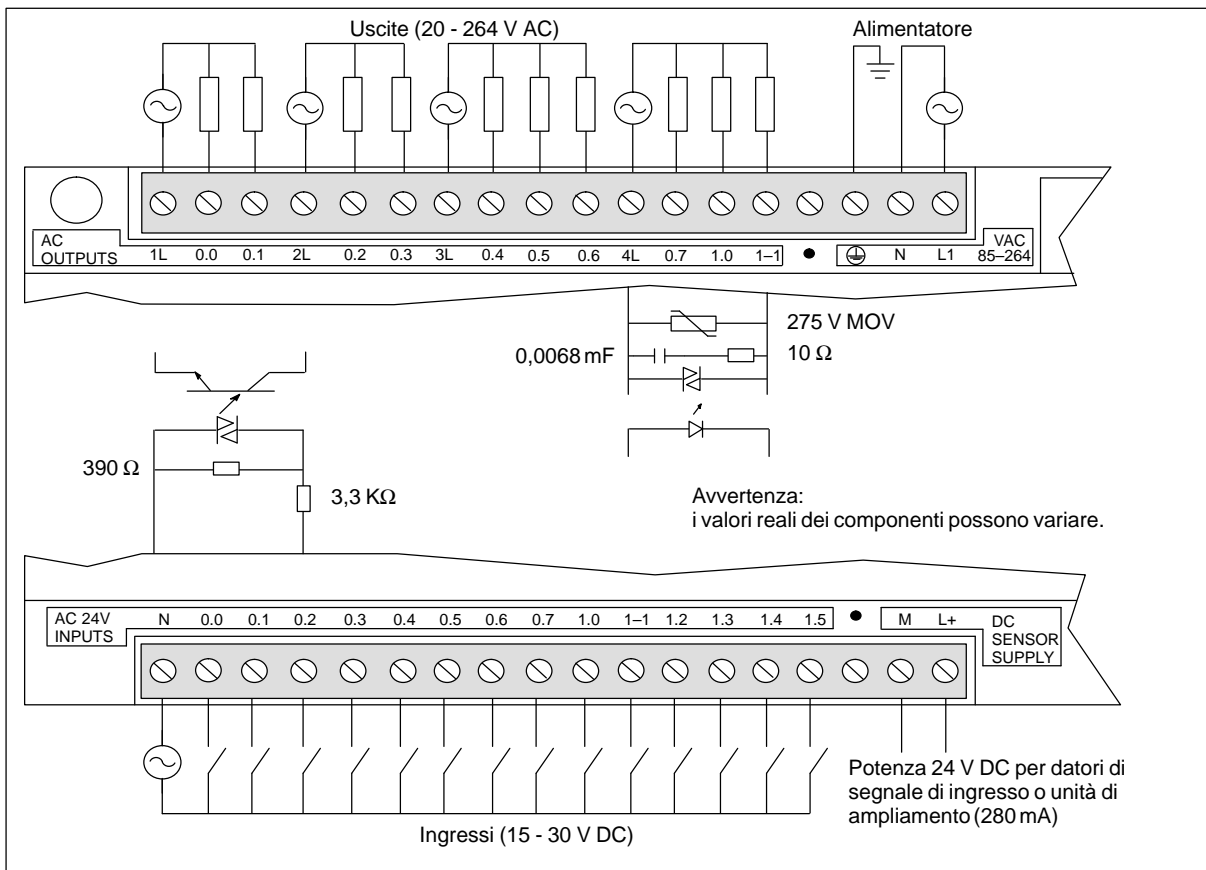 Uscite (20 - 264 V AC)
Alimentatore
AC
OUTPUTS
1L 0.0 0.1 2L 0.2 0.3 3L 0.4 0.5 0.6 4L 0.7 1.0 1–1 N L1
VAC
85–264
275 V MOV
0,0068 mF
10 Ω
390 Ω
3,3 KΩ
Avvertenza:
i valori reali dei componenti possono variare.
AC 24V
INPUTS
N 0.0 0.1 0.2 0.3 0.4 0.5 0.6 0.7 1.0 1–1 1.2 1.3 1.4 1.5 M L+
DC
SENSOR
SUPPLY
Potenza 24 V DC per datori di
segnale di ingresso o unità di
ampliamento (280 mA)
Ingressi (15 - 30 V DC)